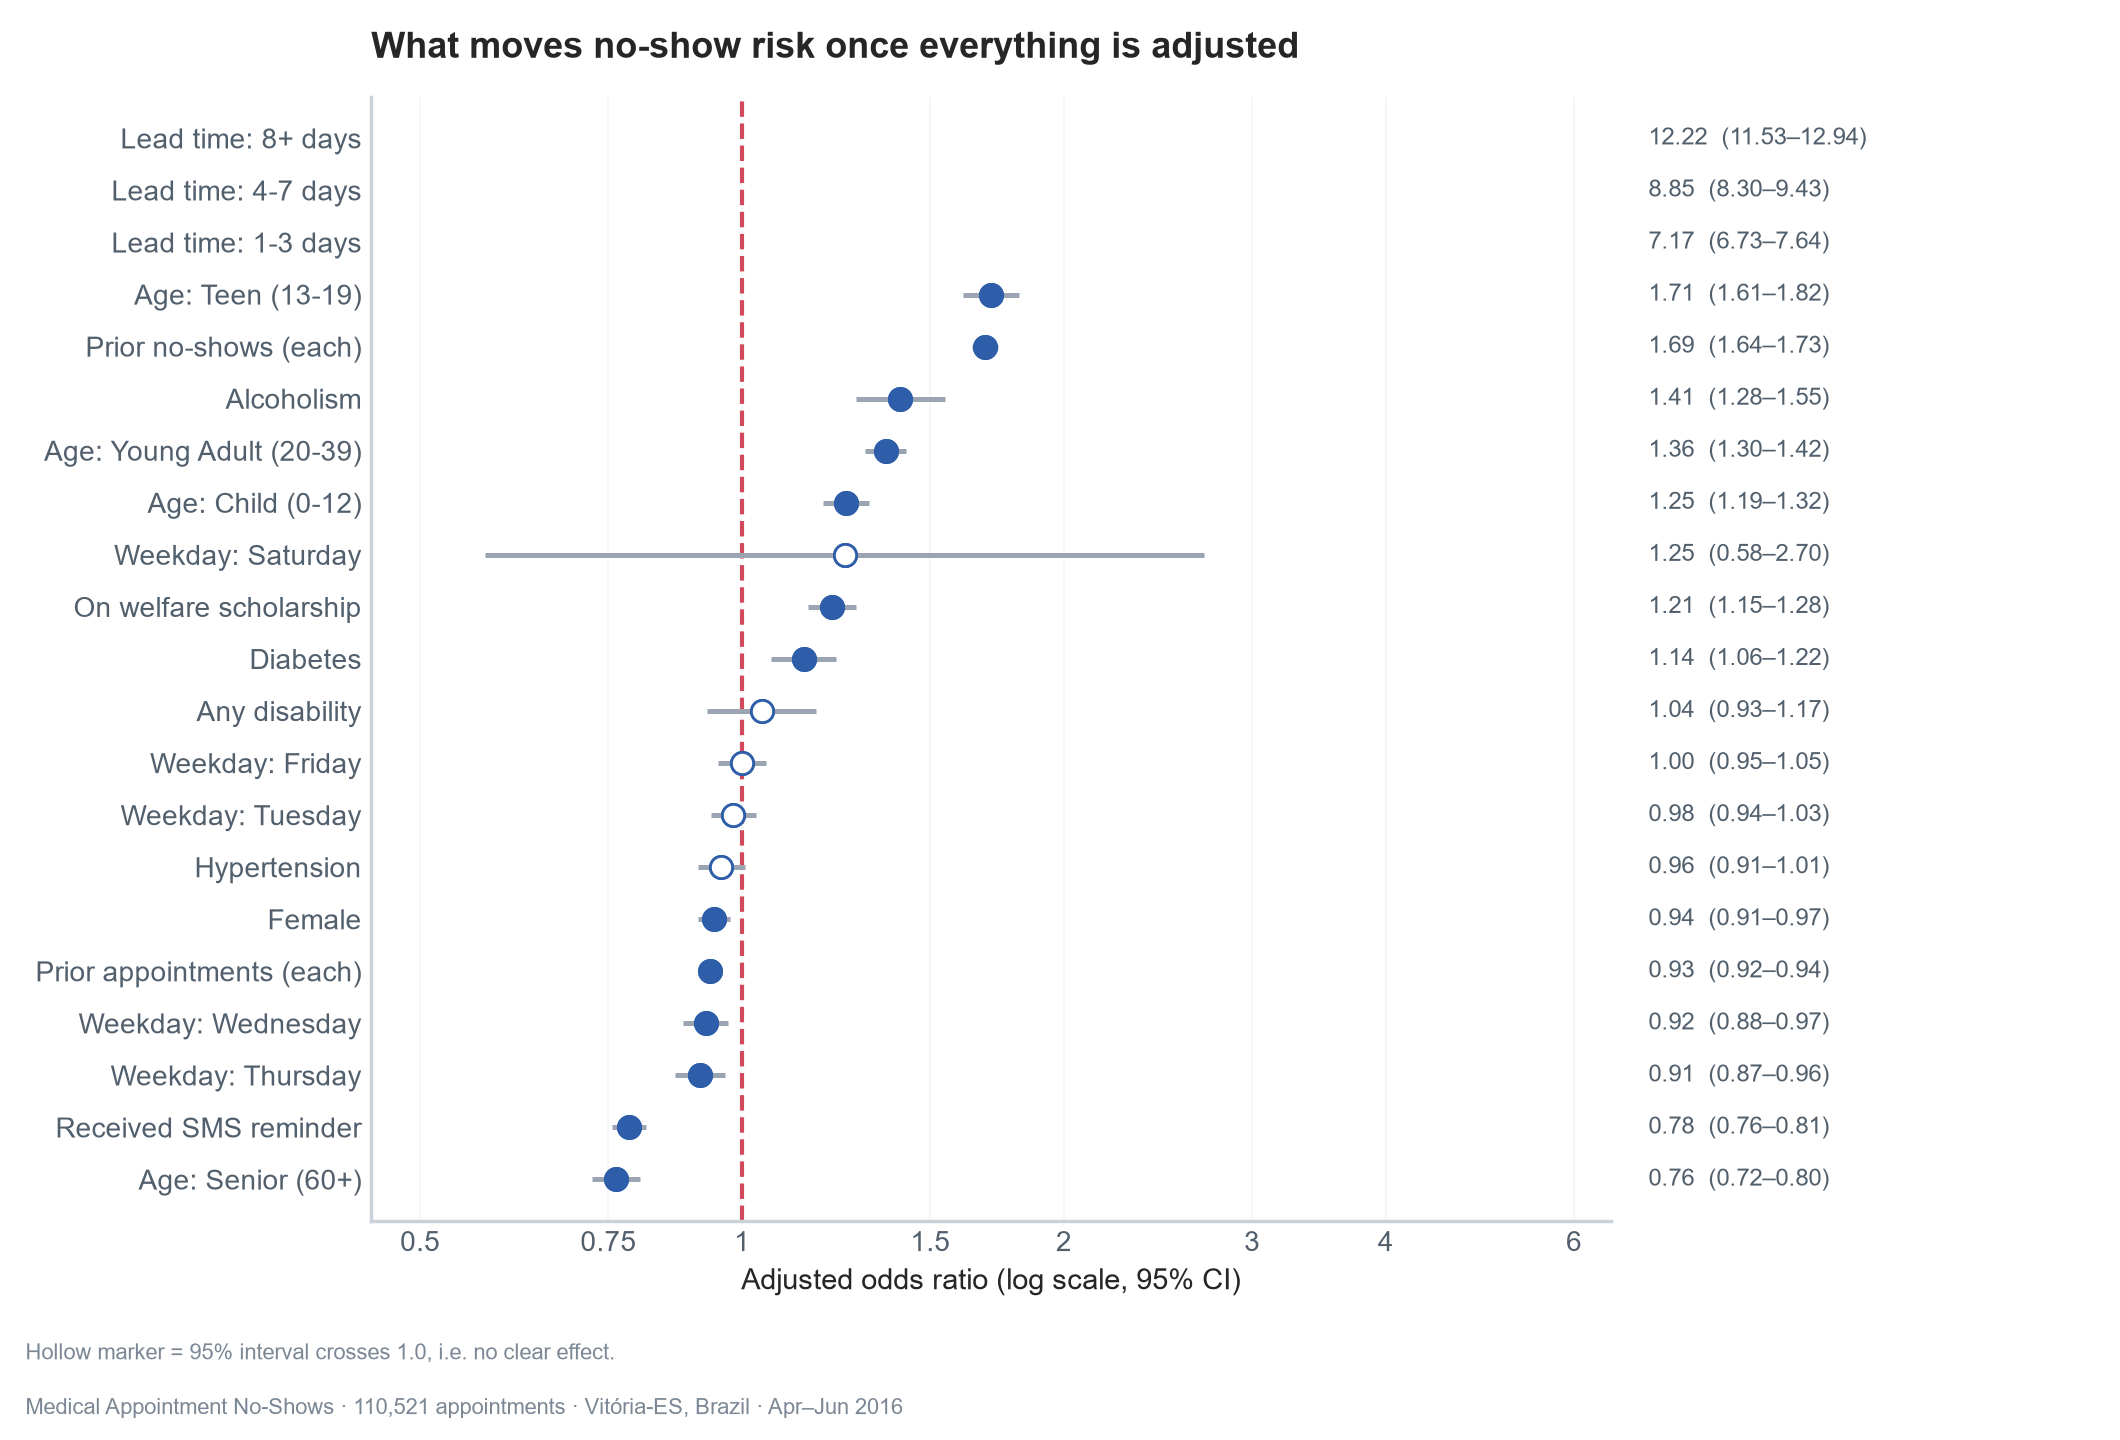 What moves no-show risk once everything is adjusted
Lead time: 8+ days 12.22 (11.53–12.94)
Lead time: 4-7 days 8.85 (8.30–9.43)
Lead time: 1-3 days 7.17 (6.73–7.64)
Age: Teen (13-19) 1.71 (1.61–1.82)
Prior no-shows (each) 1.69 (1.64–1.73)
Alcoholism 1.41 (1.28–1.55)
Age: Young Adult (20-39) 1.36 (1.30–1.42)
Age: Child (0-12) 1.25 (1.19–1.32)
Weekday: Saturday 1.25 (0.58–2.70)
On welfare scholarship 1.21 (1.15–1.28)
Diabetes 1.14 (1.06–1.22)
Any disability 1.04 (0.93–1.17)
Weekday: Friday 1.00 (0.95–1.05)
Weekday: Tuesday 0.98 (0.94–1.03)
Hypertension 0.96 (0.91–1.01)
Female 0.94 (0.91–0.97)
Prior appointments (each) 0.93 (0.92–0.94)
Weekday: Wednesday 0.92 (0.88–0.97)
Weekday: Thursday 0.91 (0.87–0.96)
Received SMS reminder 0.78 (0.76–0.81)
Age: Senior (60+) 0.76 (0.72–0.80)
0.5 0.75 1 1.5 2 3 4 6
Adjusted odds ratio (log scale, 95% CI)
Hollow marker = 95% interval crosses 1.0, i.e. no clear effect.
Medical Appointment No-Shows · 110,521 appointments · Vitória-ES, Brazil · Apr–Jun 2016